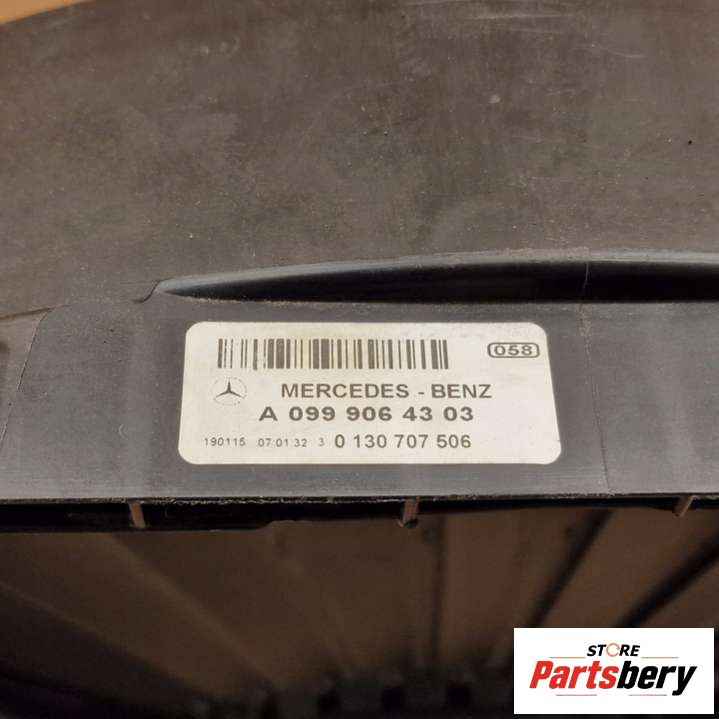 058
MERCEDES - BENZ
A 099 906 43 03
190115 07:01:32 3 0 130 707 506
STORE
Partsbery